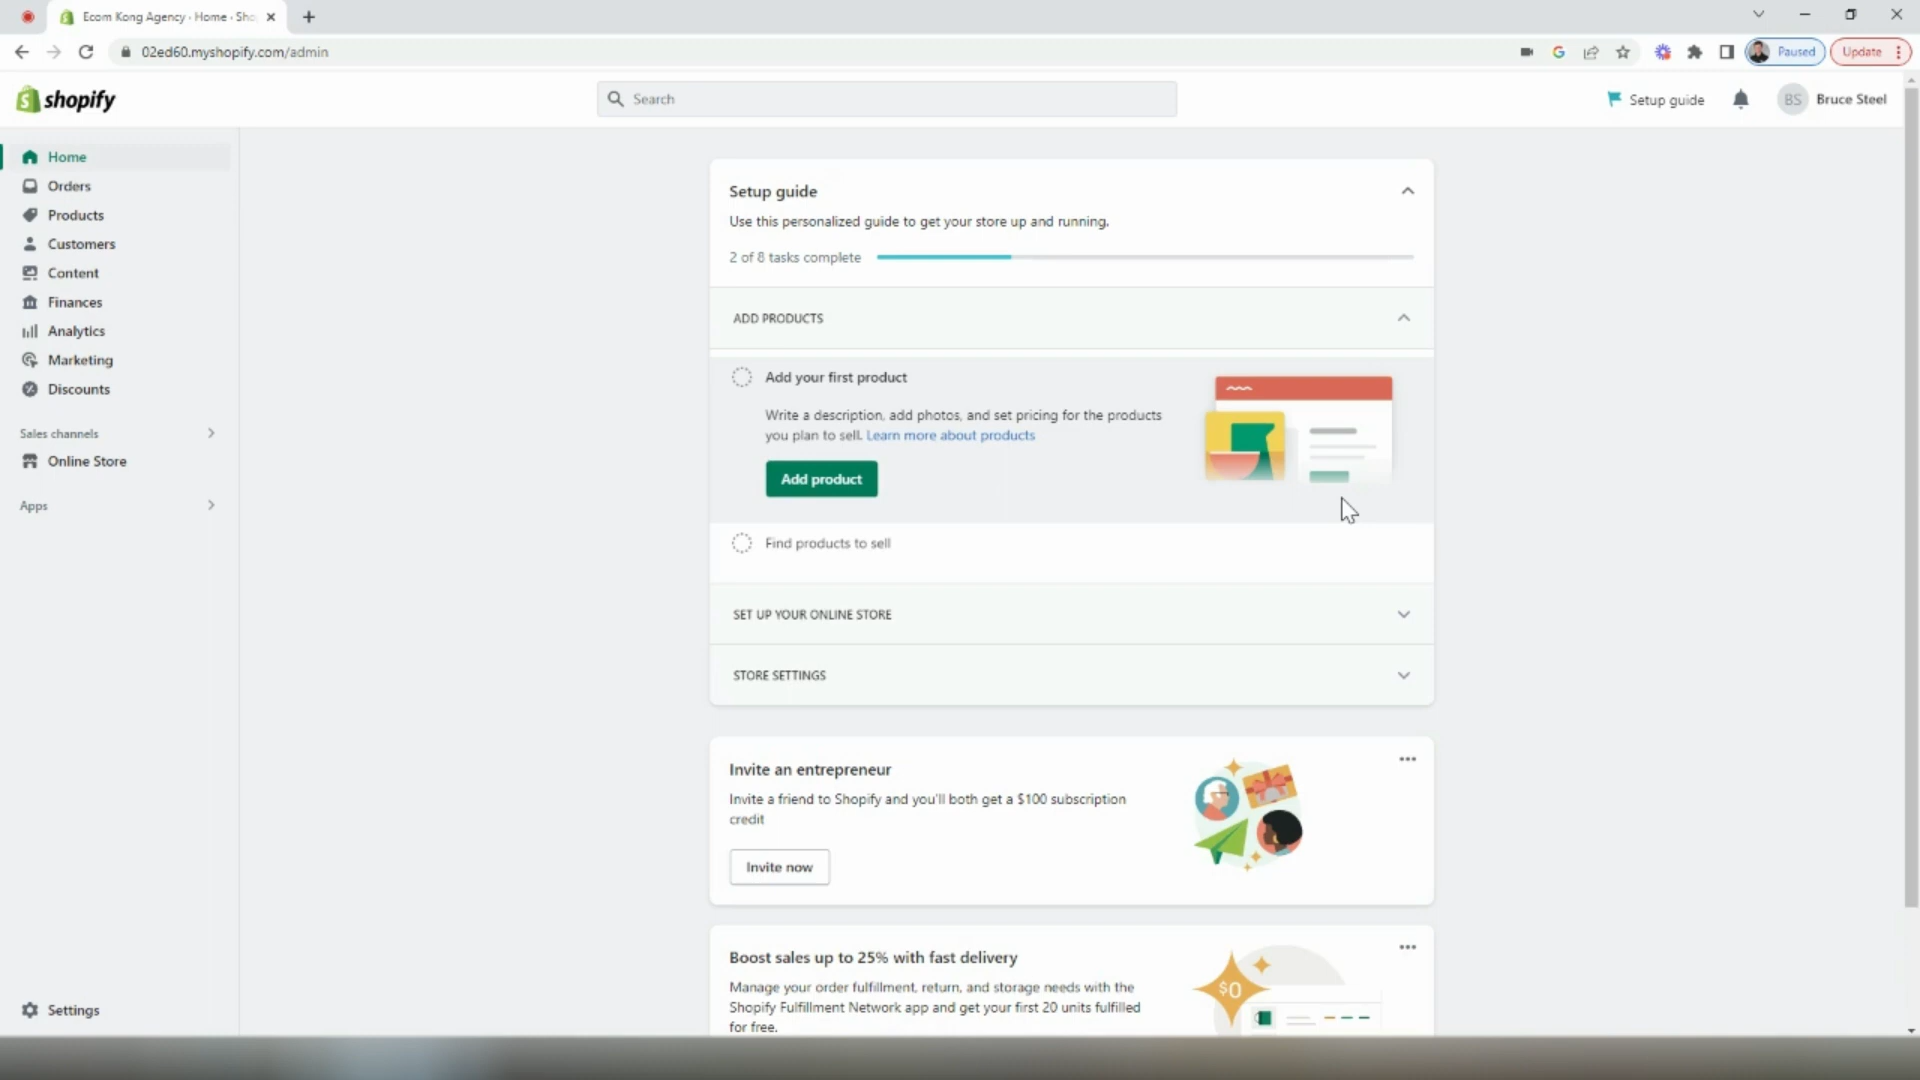 Ecom Kong Agency · Home · Sho
02ed60.myshopify.com/admin
Paused
Update
shopify
Search
Setup guide
BS
Bruce Steel
Home
Orders
Products
Customers
Content
Finances
Analytics
Marketing
Discounts
Sales channels
Online Store
Apps
Settings
Setup guide
Use this personalized guide to get your store up and running.
2 of 8 tasks complete
ADD PRODUCTS
Add your first product
Write a description, add photos, and set pricing for the products
you plan to sell. Learn more about products
Add product
Find products to sell
SET UP YOUR ONLINE STORE
STORE SETTINGS
Invite an entrepreneur
Invite a friend to Shopify and you'll both get a $100 subscription
credit
Invite now
Boost sales up to 25% with fast delivery
Manage your order fulfillment, return, and storage needs with the
Shopify Fulfillment Network app and get your first 20 units fulfilled
for free.
$0